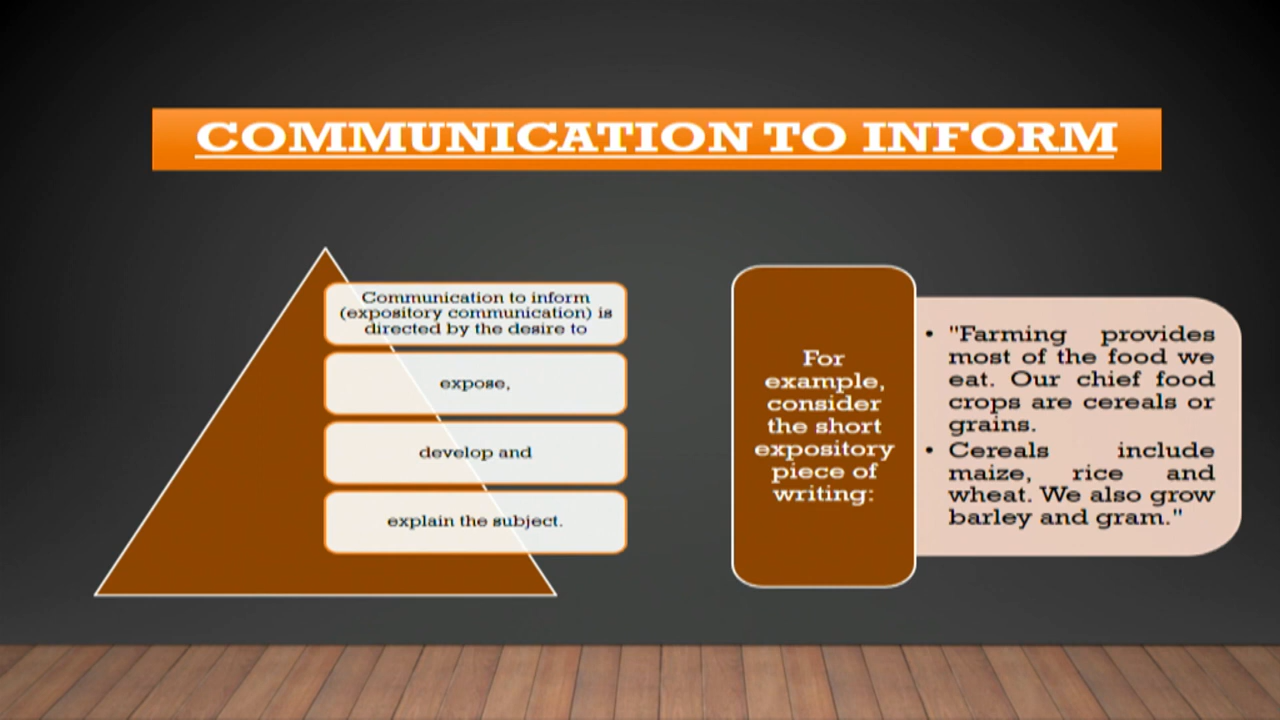 COMMUNICATION TO INFORM
Communication to inform
(expository communication) is
directed by the desire to
expose,
develop and
explain the subject.
For
example,
consider
the short
expository
piece of
writing:
• "Farming provides
most of the food we
eat. Our chief food
crops are cereals or
grains.
• Cereals include
maize, rice and
wheat. We also grow
barley and gram."